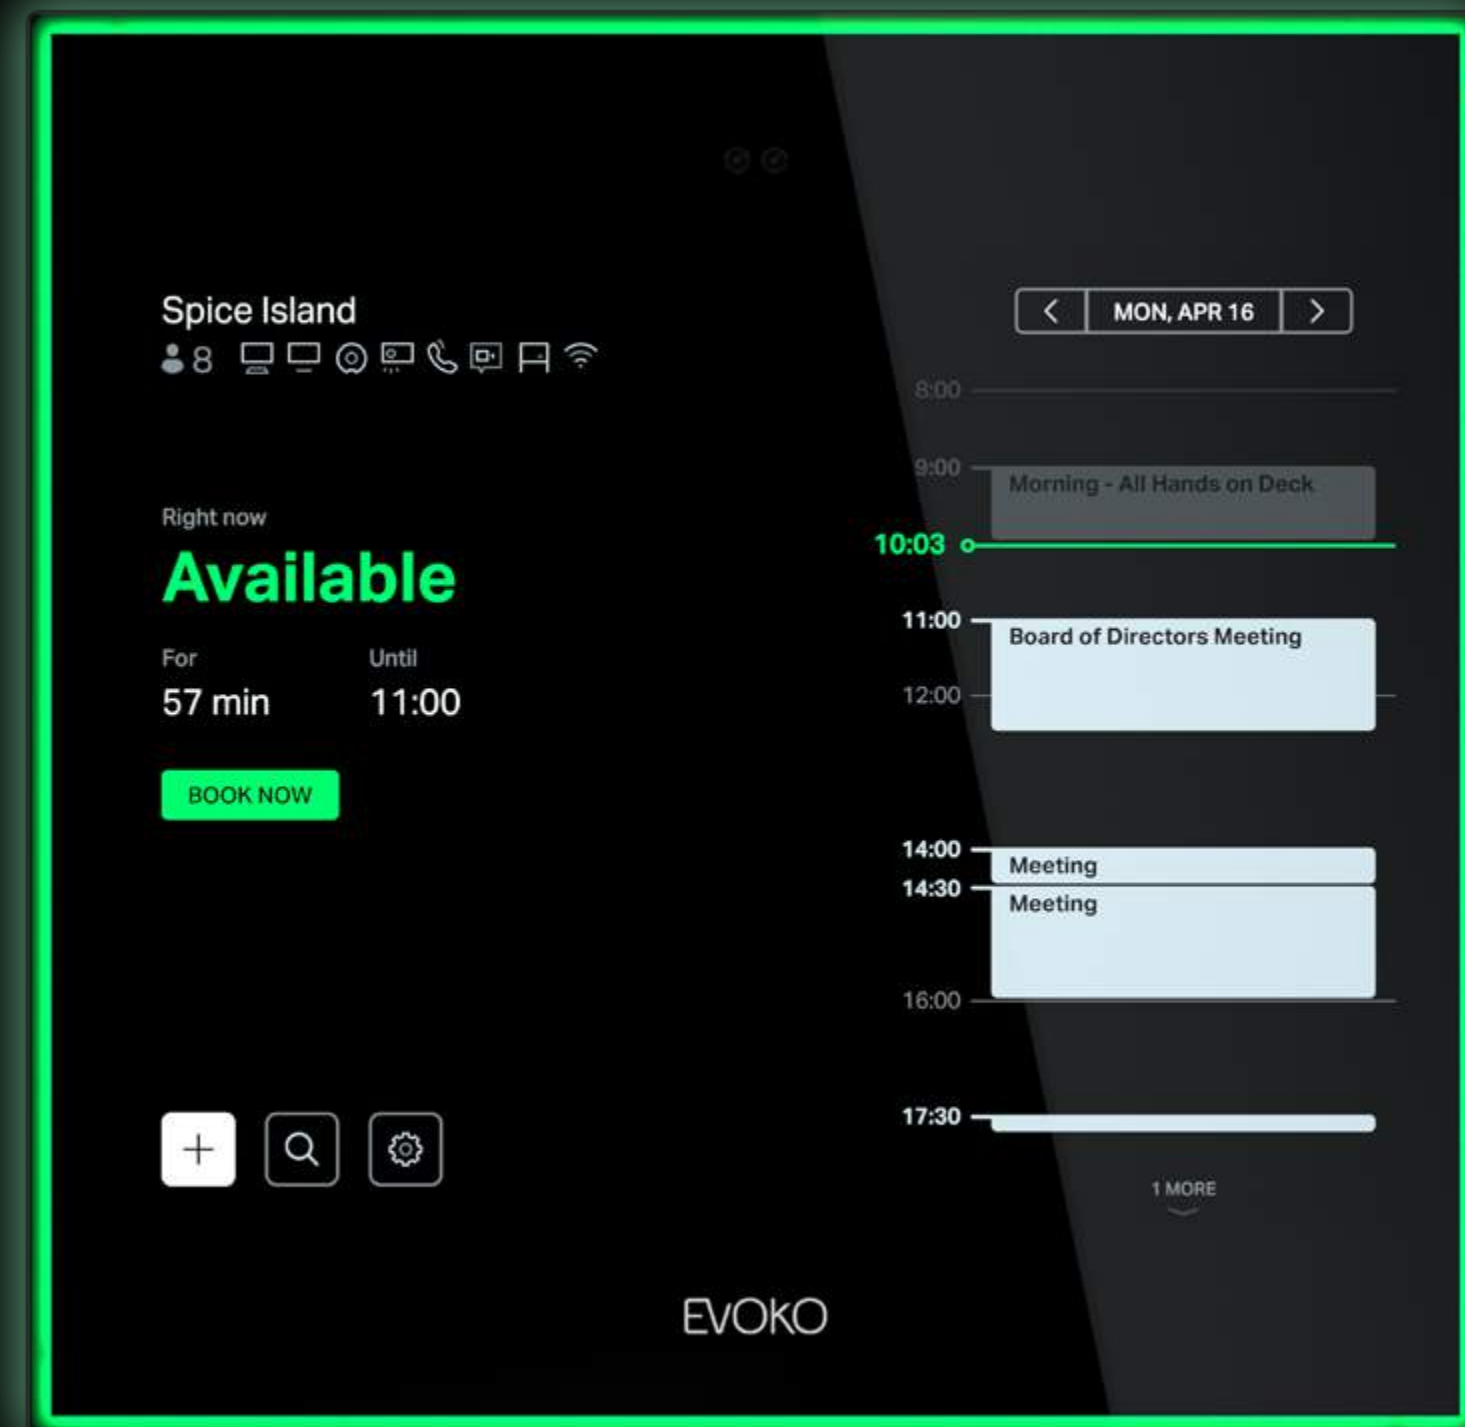 Spice Island
8
Right now
Available
For Until
57 min 11:00
BOOK NOW
MON, APR 16
8:00
9:00 Morning - All Hands on Deck
10:03
11:00 Board of Directors Meeting
12:00
14:00 Meeting
14:30 Meeting
16:00
17:30
1 MORE
EVOKO